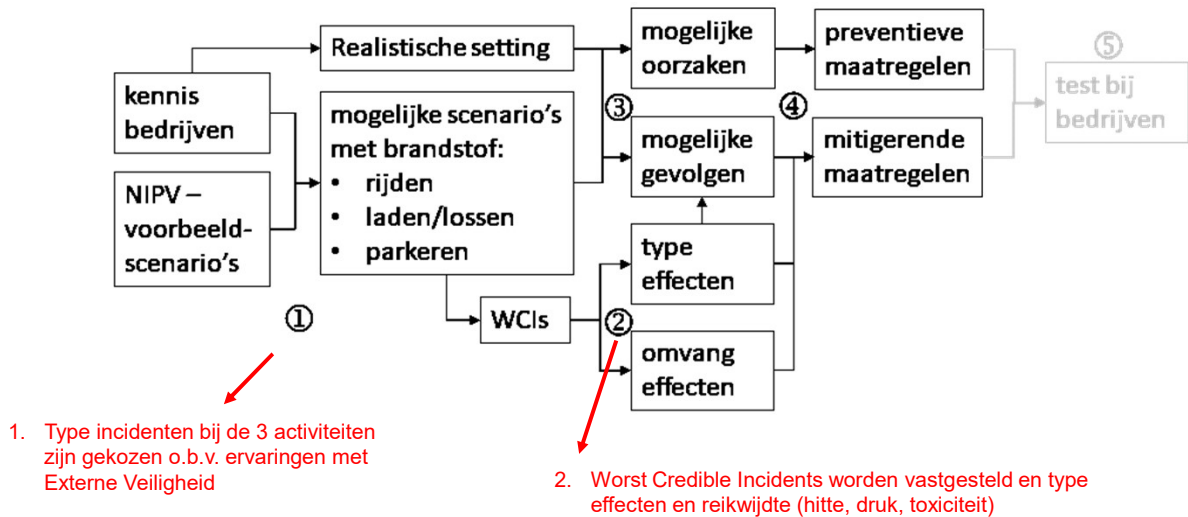 Realistische setting
mogelijke
oorzaken
preventieve
maatregelen
⑤
test bij
bedrijven
kennis
bedrijven
mogelijke scenario's
met brandstof:
• rijden
• laden/lossen
• parkeren
③
④
mogelijke
gevolgen
mitigerende
maatregelen
NIPV –
voorbeeld-
scenario's
type
effecten
①
WCIs
②
omvang
effecten
1. Type incidenten bij de 3 activiteiten
zijn gekozen o.b.v. ervaringen met
Externe Veiligheid
2. Worst Credible Incidents worden vastgesteld en type
effecten en reikwijdte (hitte, druk, toxiciteit)